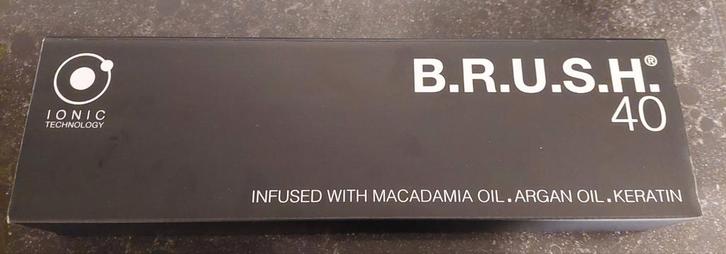 B.R.U.S.H.®
40
IONIC
TECHNOLOGY
INFUSED WITH MACADAMIA OIL.ARGAN OIL.KERATIN